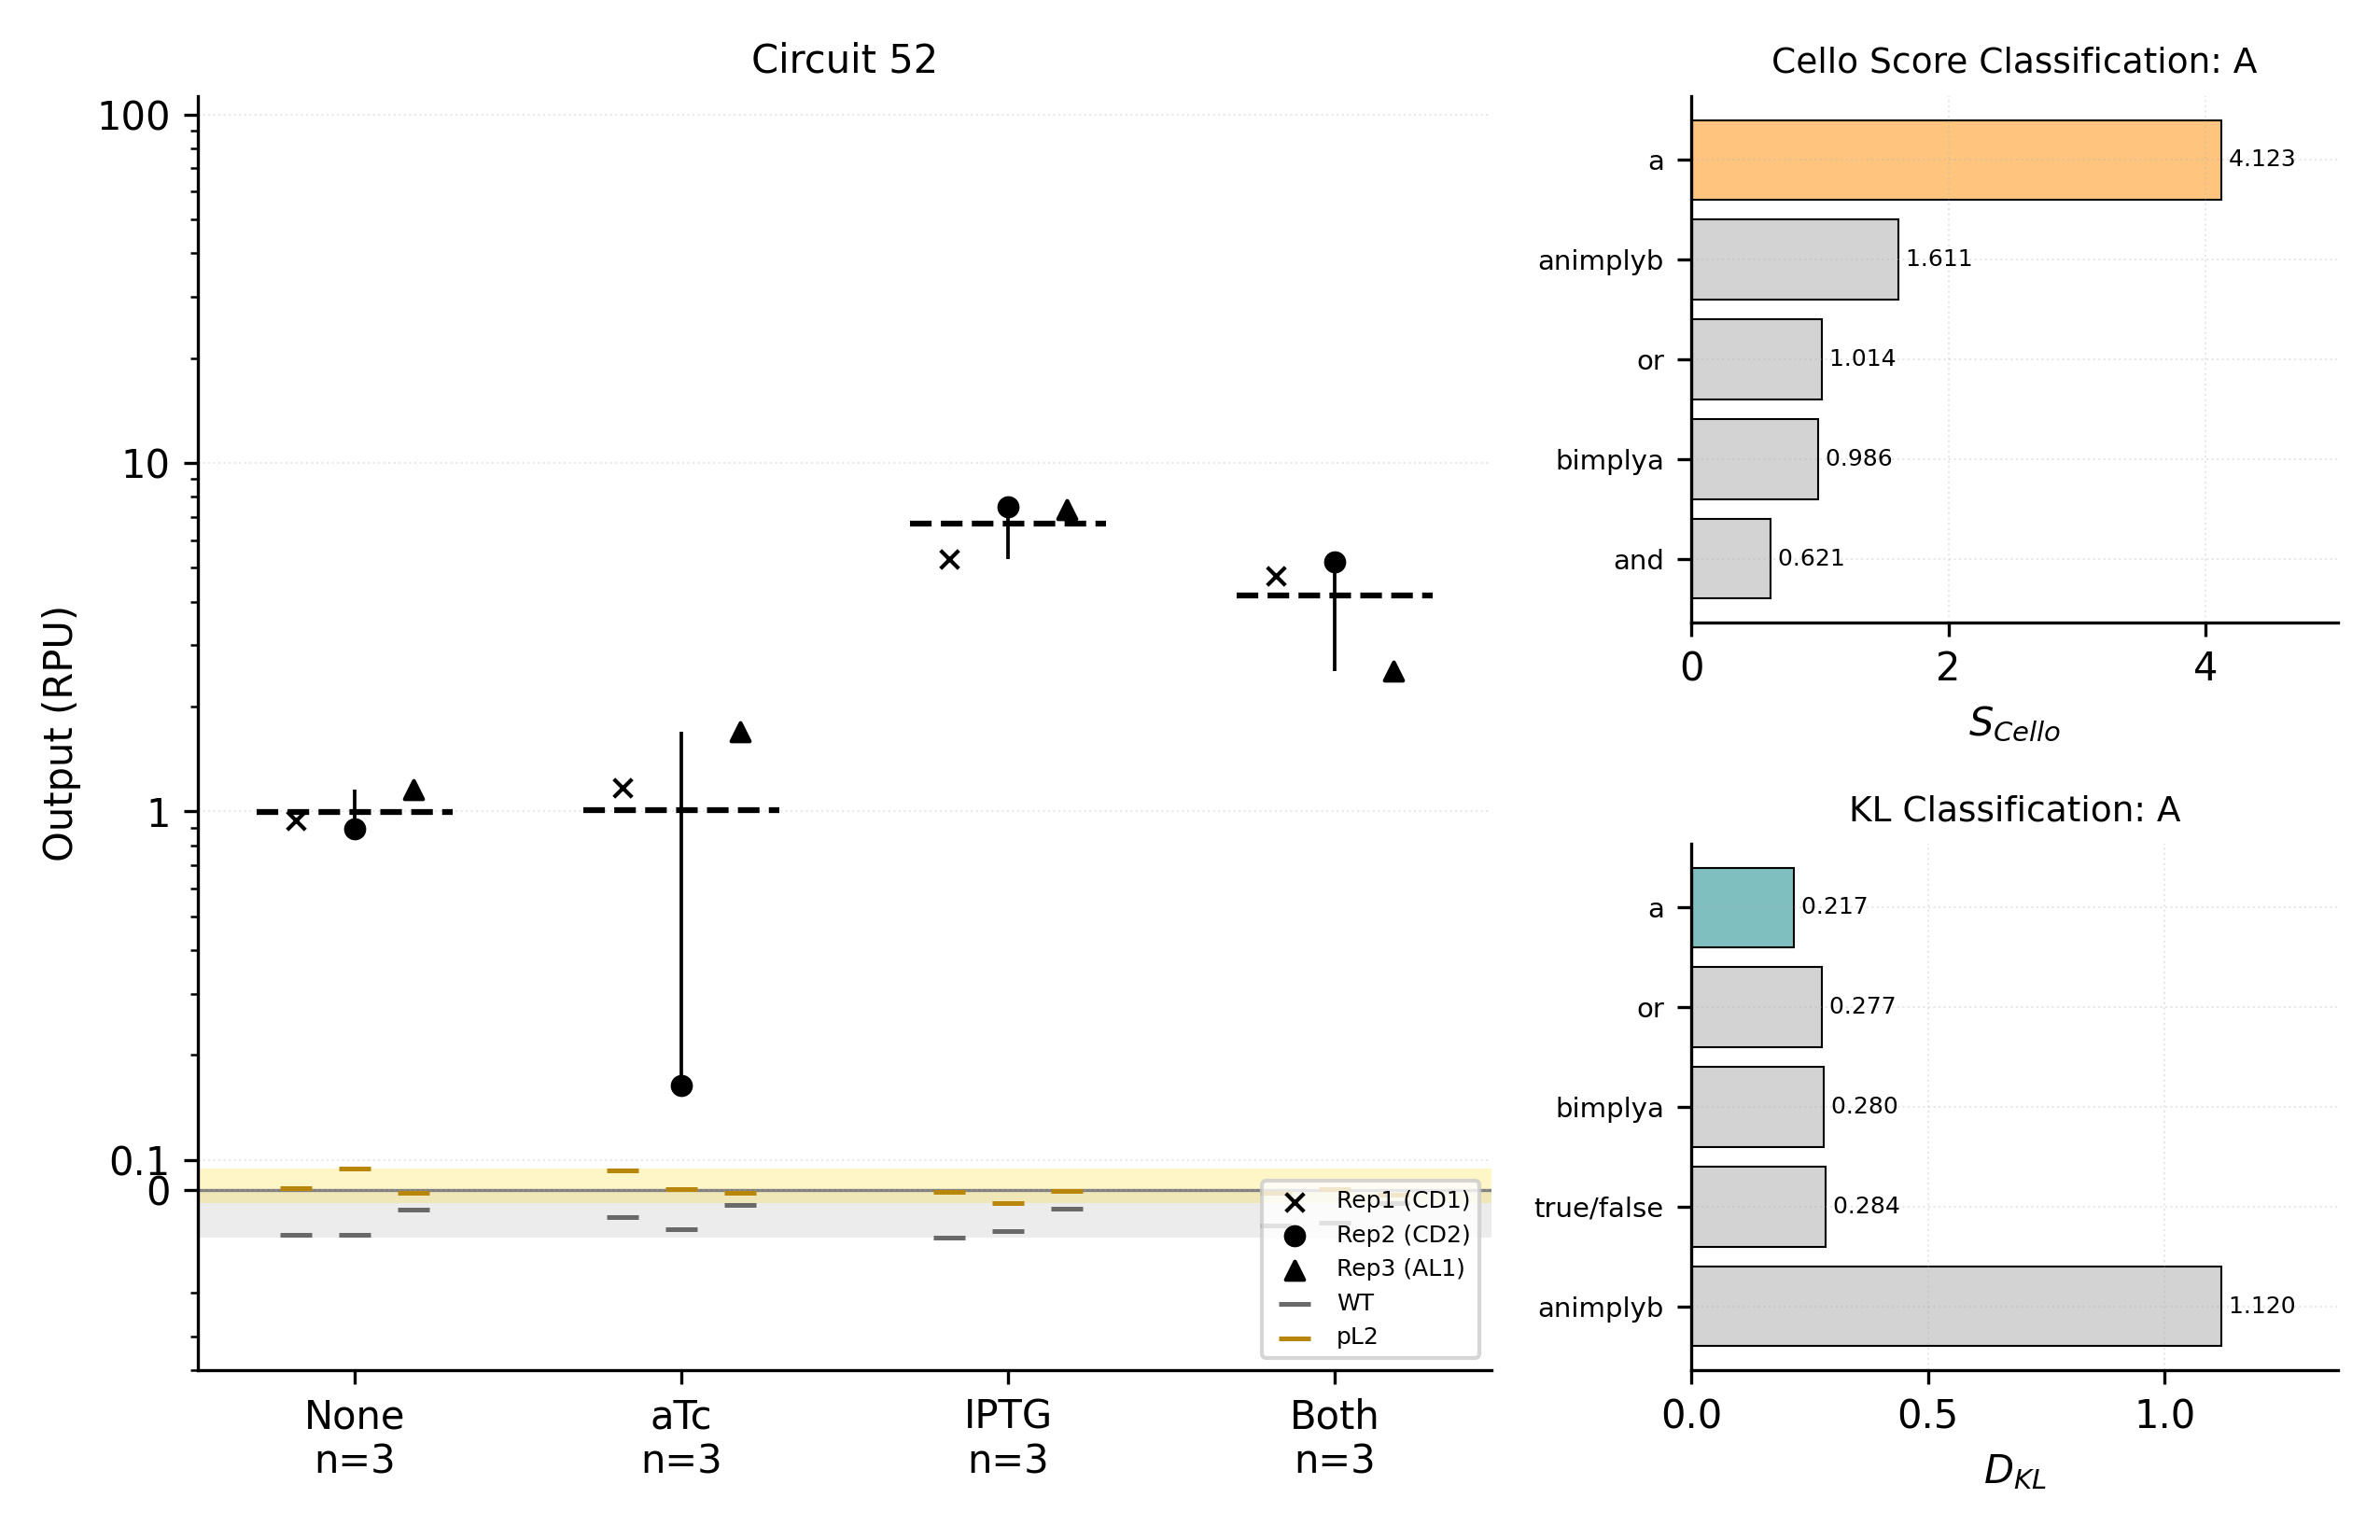 Circuit 52
Output (RPU)
100
10
1
0.1
0
None
n=3
aTc
n=3
IPTG
n=3
Both
n=3
Rep1 (CD1)
Rep2 (CD2)
Rep3 (AL1)
WT
pL2
Cello Score Classification: A
a
4.123
animplyb
1.611
or
1.014
bimplya
0.986
and
0.621
0
2
4
S_Cello
KL Classification: A
a
0.217
or
0.277
bimplya
0.280
true/false
0.284
animplyb
1.120
0.0
0.5
1.0
D_KL